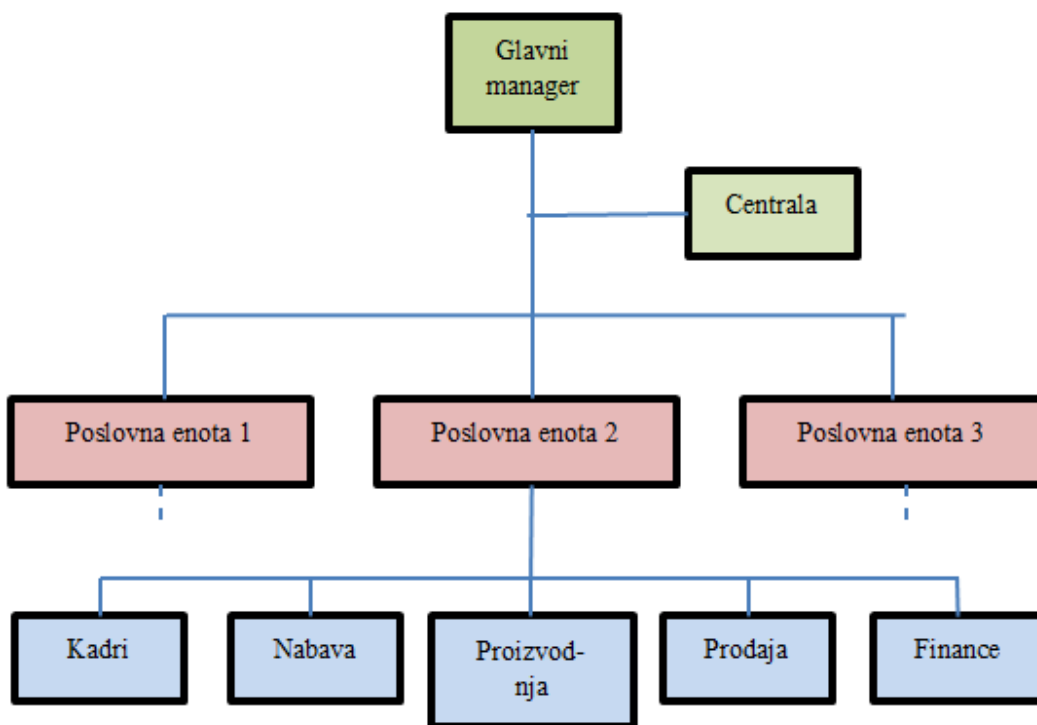 Glavni
manager
Centrala
Poslovna enota 1
Poslovna enota 2
Poslovna enota 3
Kadri
Nabava
Proizvod-
nja
Prodaja
Finance